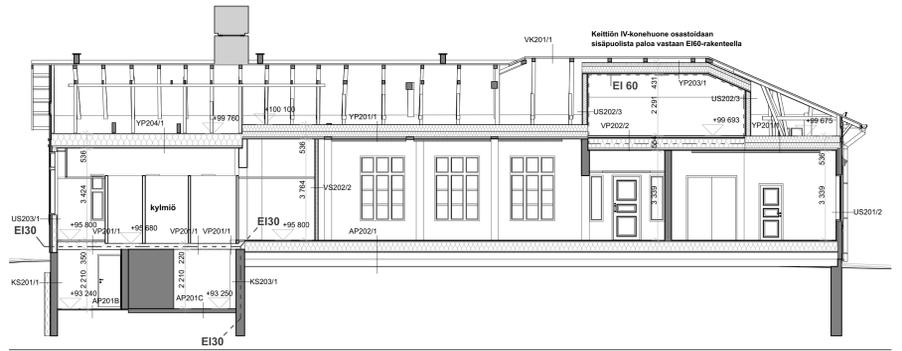 Keittiön IV-konehuone osastoidaan
sisäpuolista paloa vastaan EI60-rakenteella
VK201/1
EI 60
431
YP203/1
2 291
US202/3
US202/3
+100 100
+99 760
YP204/1
YP201/1
VP202/2
+99 693
YP201/1
+99 675
554
536
536
536
3 424
kylmiö
VS202/2
3 764
3 339
3 339
US203/1
EI30
+95 800
VP201/1
+95 680
VP201/1
VP201/1
EI30
+95 800
AP202/1
US201/2
350
220
2 210
2 210
KS201/1
KS203/1
+93 240
AP201B
AP201C
+93 250
EI30